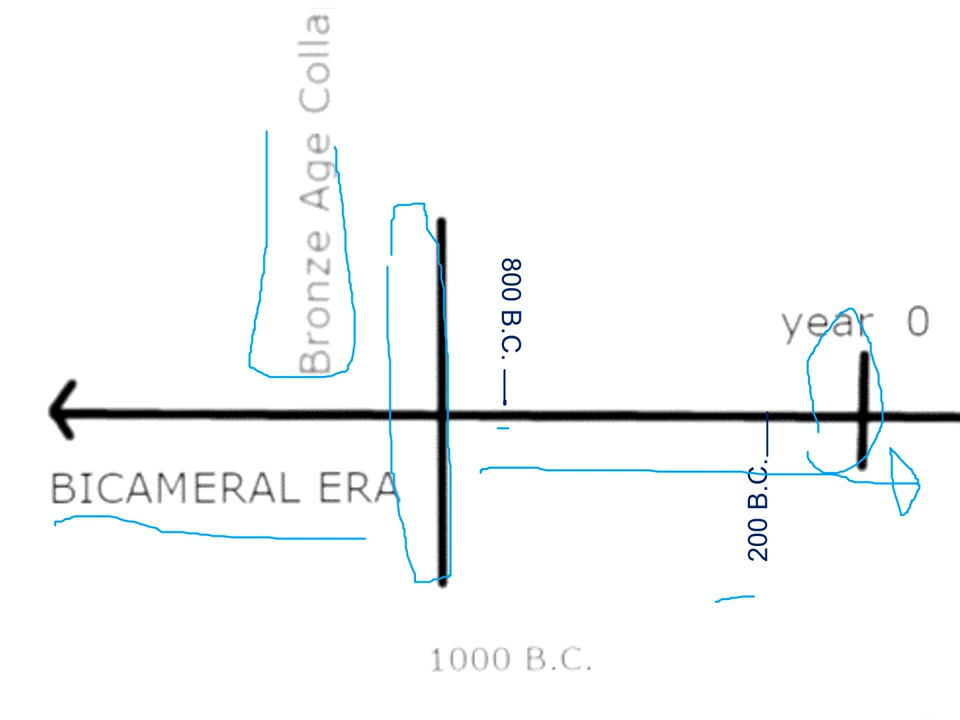 Bronze Age Colla
800 B.C.
year 0
BICAMERAL ERA
200 B.C.
1000 B.C.